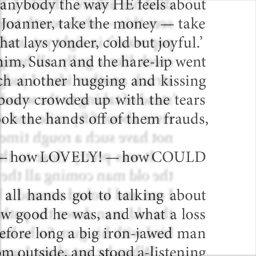 anybody the way HE feels about
Joanner, take the money — take
hat lays yonder, cold but joyful.’
him, Susan and the hare-lip went
ch another hugging and kissing
body crowded up with the tears
ok the hands off of them frauds,
—how LOVELY!—how COULD
all hands got to talking about
w good he was, and what a loss
efore long a big iron-jawed man
om outside, and stood a-listening